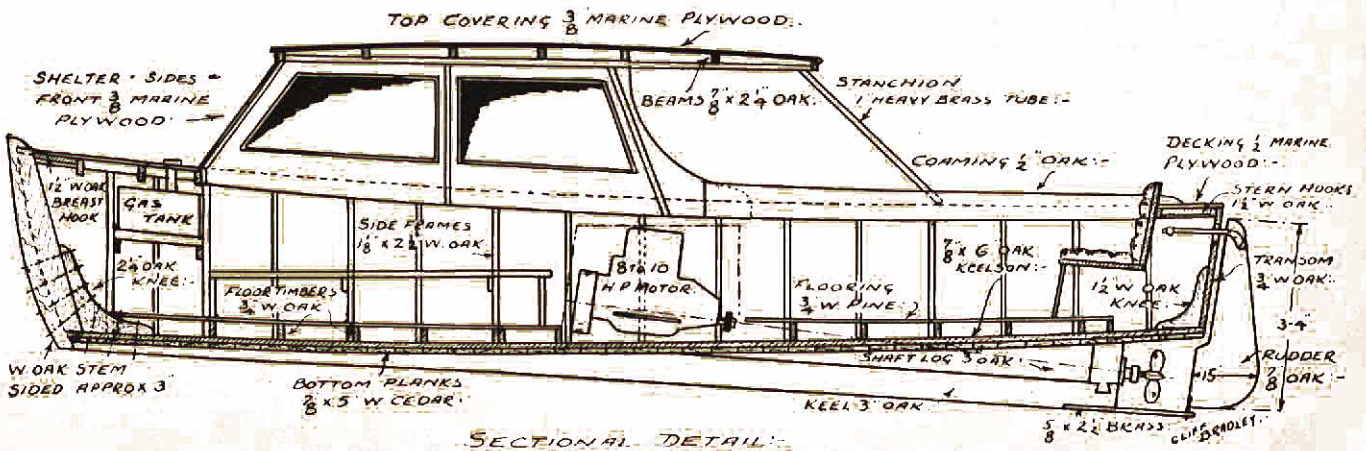 TOP COVERING 3/8 MARINE PLYWOOD:-
SHELTER - SIDES -
FRONT 3/8 MARINE
PLYWOOD:-
BEAMS 7/8 x 2 1/4 OAK:-
STANCHION
1" HEAVY BRASS TUBE:-
COAMING 1/2" OAK:-
DECKING 1/2" MARINE
PLYWOOD:-
STERN HOOKS
1 1/2" W OAK:-
1 1/2" W OAK
BREAST
HOOK
GAS
TANK
SIDE FRAMES
1 1/8" x 2 1/2" W. OAK
8 TO 10
H.P MOTOR
7/8 x 6 OAK
KEELSON:-
TRANSOM
3/4 W OAK:-
2 1/4" OAK
KNEE:-
FLOOR TIMBERS
3/4" W OAK
FLOORING
3/4 W PINE
1 1/2" W OAK
KNEE:-
3'-4"
W. OAK STEM
SIDED APPROX 3"
BOTTOM PLANKS
7/8 x 5" W CEDAR:-
SHAFT LOG 3" OAK:-
KEEL 3" OAK
15
RUDDER
7/8 OAK:-
5/8 x 2 1/2 BRASS
CLIFF
BRADLEY.
SECTIONAL DETAIL:-